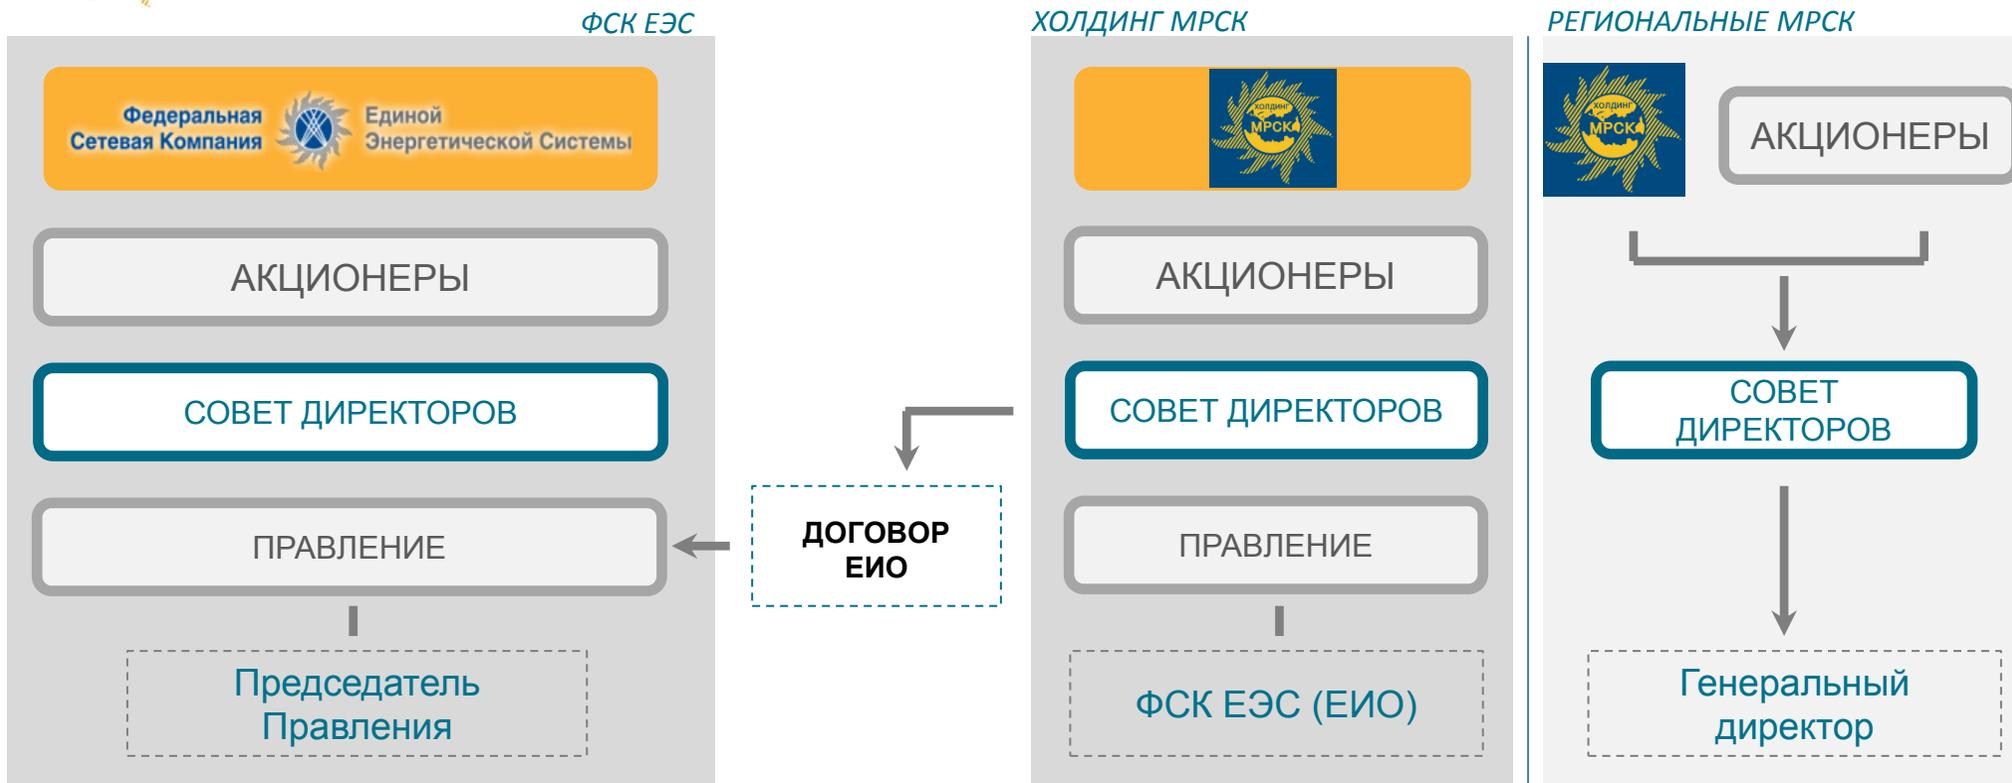 ФСК ЕЭС
Федеральная
Сетевая Компания
Единой
Энергетической Системы
АКЦИОНЕРЫ
СОВЕТ ДИРЕКТОРОВ
ПРАВЛЕНИЕ
Председатель
Правления
ДОГОВОР
ЕИО
ХОЛДИНГ МРСК
ХОЛДИНГ
МРСК
АКЦИОНЕРЫ
СОВЕТ ДИРЕКТОРОВ
ПРАВЛЕНИЕ
ФСК ЕЭС (ЕИО)
РЕГИОНАЛЬНЫЕ МРСК
ХОЛДИНГ
МРСК
АКЦИОНЕРЫ
СОВЕТ
ДИРЕКТОРОВ
Генеральный
директор